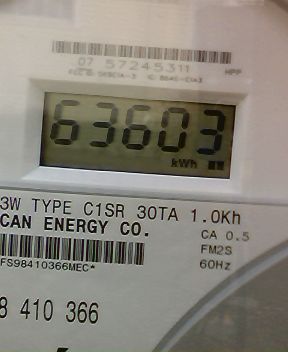 07 57245311
HPP
63603
kWh
3W TYPE C1SR 30TA 1.0Kh
CAN ENERGY CO.
CA 0.5
FM2S
60Hz
FS98410366MEC*
8 410 366